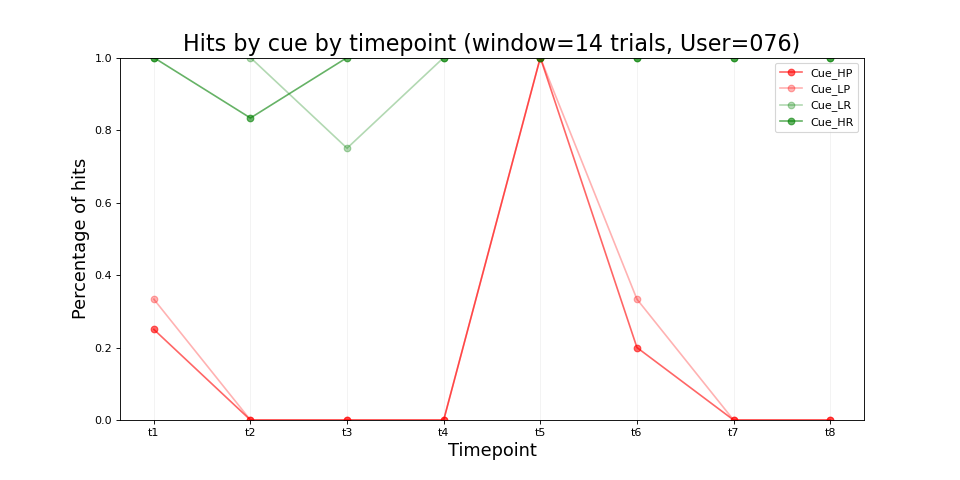 Hits by cue by timepoint (window=14 trials, User=076)
Percentage of hits
1.0
0.8
0.6
0.4
0.2
0.0
Cue_HP
Cue_LP
Cue_LR
Cue_HR
t1 t2 t3 t4 t5 t6 t7 t8
Timepoint